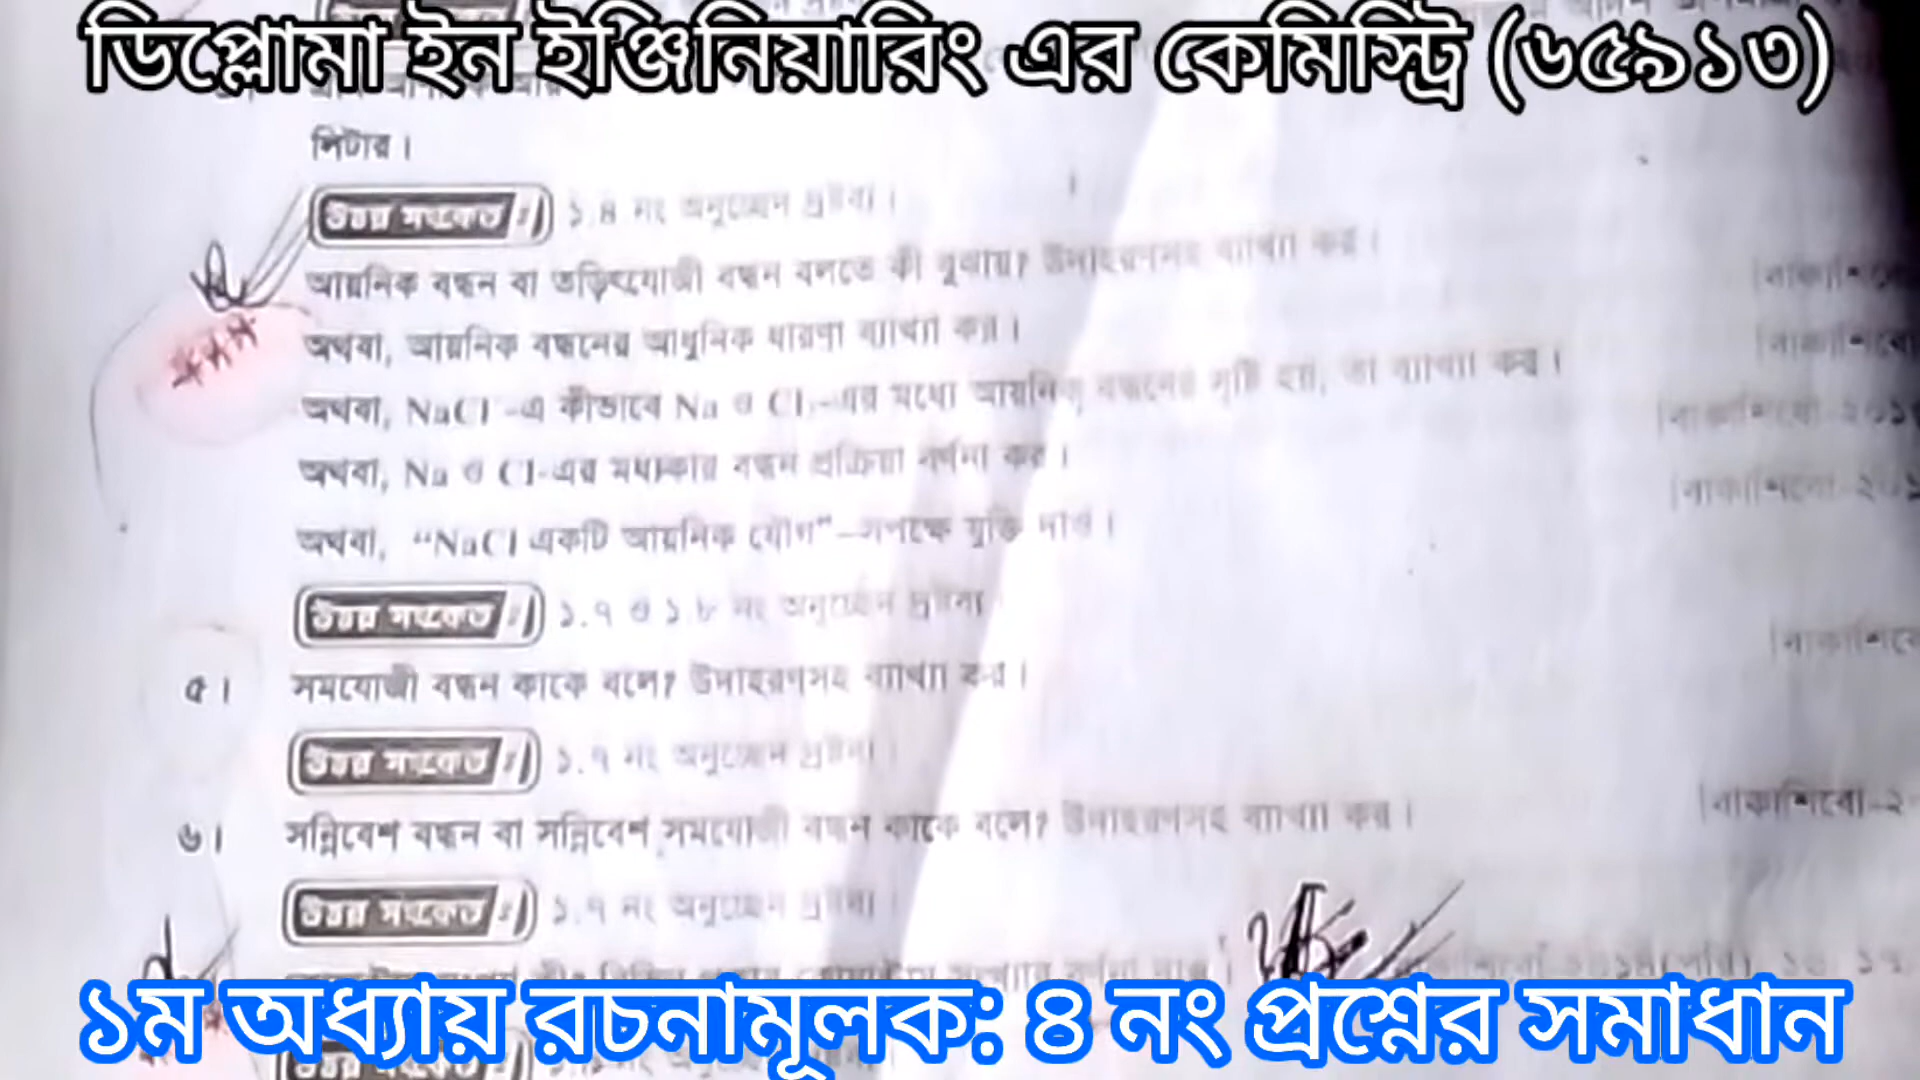 ডিপ্লোমা ইন ইঞ্জিনিয়ারিং এর কেমিস্ট্রি (৬৫৯১৩)
লিটার।
উত্তর সংকেত ঃ ১.৪ নং অনুচ্ছেদ দ্রষ্টব্য।
আয়নিক বন্ধন বা তড়িৎযোজী বন্ধন বলতে কী বুঝায়? উদাহরণসহ ব্যাখ্যা কর।
অথবা, আয়নিক বন্ধনের আধুনিক ধারণা ব্যাখ্যা কর।
অথবা, NaCl -এ কীভাবে Na ও Cl -এর মধ্যে আয়নিক বন্ধনের সৃষ্টি হয়, তা ব্যাখ্যা কর।
অথবা, Na ও Cl-এর মধ্যকার বন্ধন প্রক্রিয়া বর্ণনা কর।
অথবা, “NaCl একটি আয়নিক যৌগ”–সপক্ষে যুক্তি দাও।
উত্তর সংকেত ঃ ১.৭ ও ১.৮ নং অনুচ্ছেদ দ্রষ্টব্য
৫। সমযোজী বন্ধন কাকে বলে? উদাহরণসহ ব্যাখ্যা কর। [বাকাশিবো
উত্তর সংকেত ঃ ১.৭ নং অনুচ্ছেদ দ্রষ্টব্য।
৬। সন্নিবেশ বন্ধন বা সন্নিবেশ সমযোজী বন্ধন কাকে বলে? উদাহরণসহ ব্যাখ্যা কর। [বাকাশিবো-২
উত্তর সংকেত ঃ ১.৭ নং অনুচ্ছেদ দ্রষ্টব্য।
১ম অধ্যায় রচনামূলক: ৪ নং প্রশ্নের সমাধান